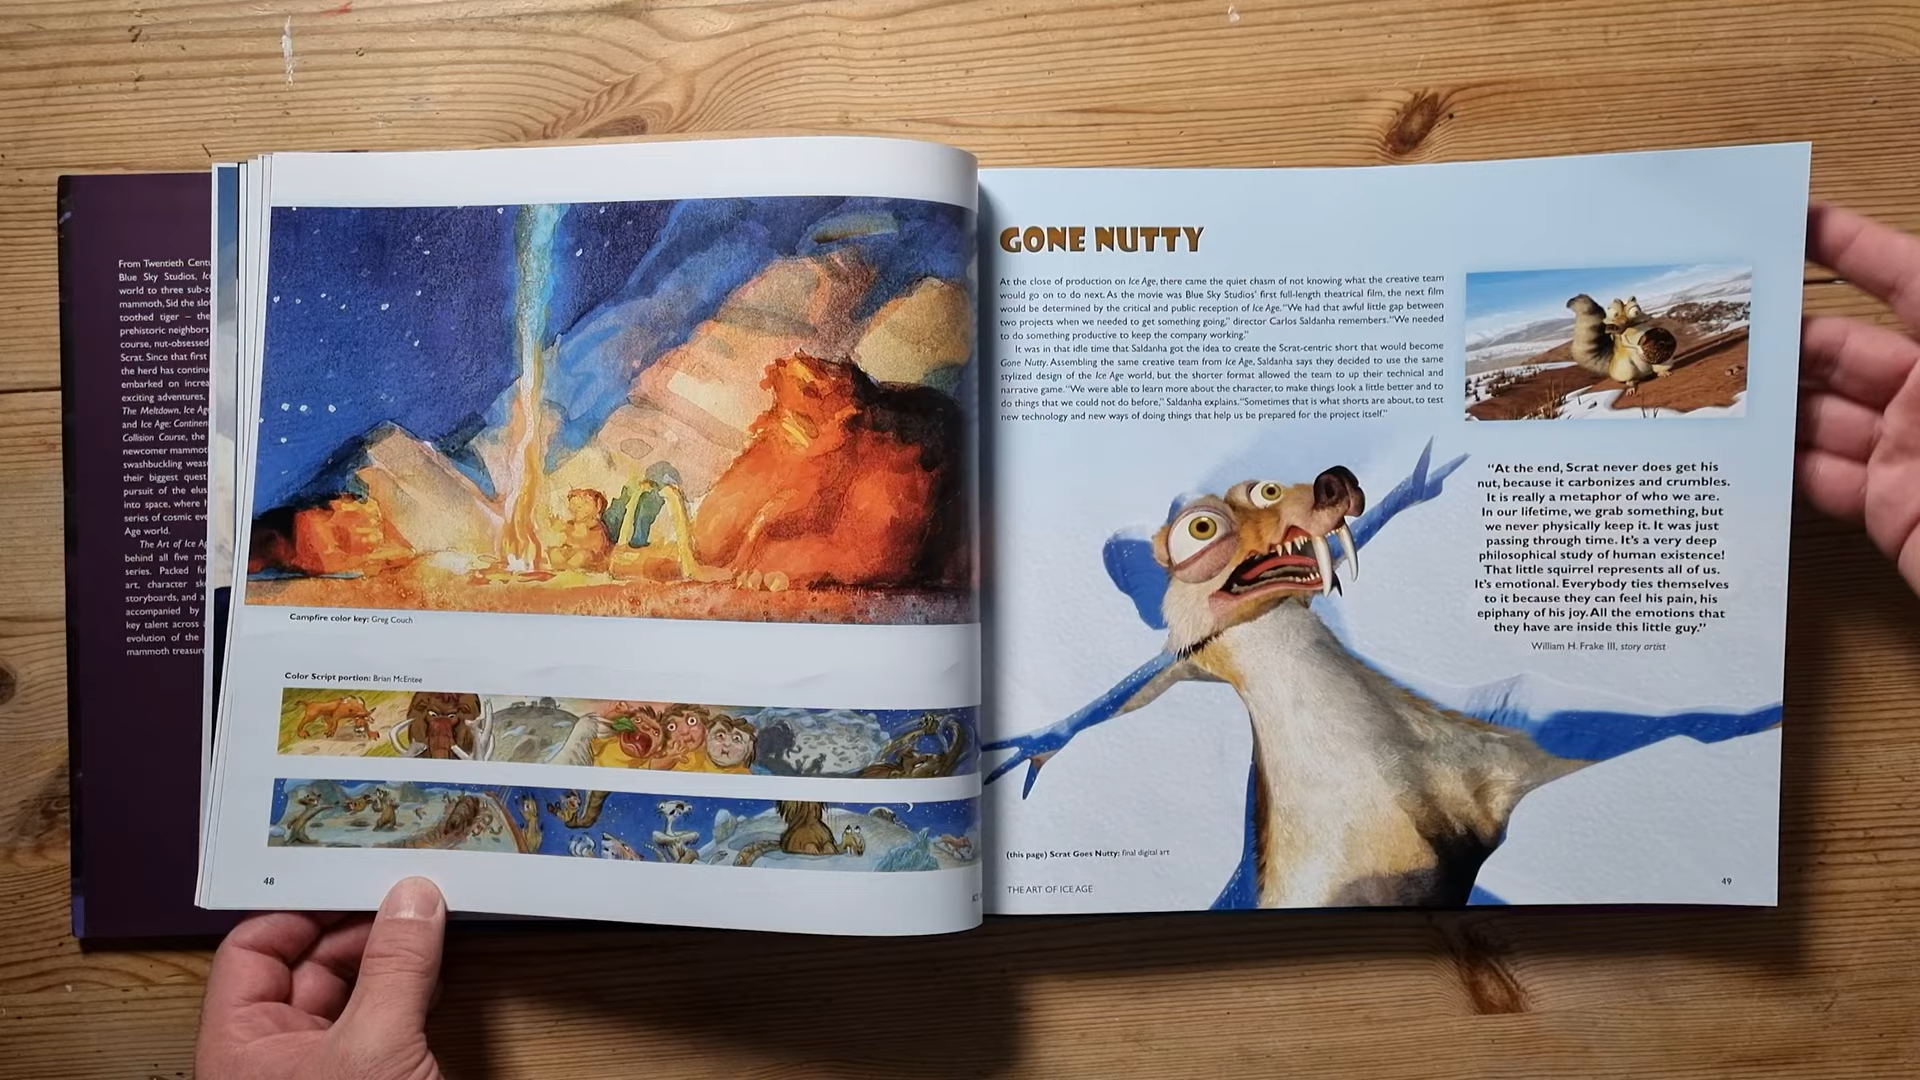 From Twentieth
Blue Sky Studios,
world to three
mammoth, Sid the
toothed tiger – the
prehistoric neighbors
course, nut-obsessed
Scrat. Since that first
the herd has
embarked on
exciting adventures,
The Meltdown, Ice
and Ice Age:
Collision Course, the
newcomer
swashbuckling
their biggest quest
pursuit of the
into space, where
series of cosmic
Age world.
The Art of Ice
behind all five
series. Packed
art, character
storyboards, and
accompanied by
key talent across
evolution of the
mammoth
Campfire color key: Greg Couch
Color Script portion: Brian McEntee
48
GONE NUTTY
At the close of production on Ice Age, there came the quiet chasm of not knowing what the creative team
would go on to do next. As the movie was Blue Sky Studios' first full-length theatrical film, the next film
would be determined by the critical and public reception of Ice Age. "We had that awful little gap between
two projects when we needed to get something going," director Carlos Saldanha remembers. "We needed
to do something productive to keep the company working."
It was in that idle time that Saldanha got the idea to create the Scrat-centric short that would become
Gone Nutty. Assembling the same creative team from Ice Age, Saldanha says they decided to use the same
stylized design of the Ice Age world, but the shorter format allowed the team to up their technical and
narrative game. "We were able to learn more about the character, to make things look a little better and to
do things that we could not do before," Saldanha explains. "Sometimes that is what shorts are about, to test
new technology and new ways of doing things that help us be prepared for the project itself."
"At the end, Scrat never does get his
nut, because it carbonizes and crumbles.
It is really a metaphor of who we are.
In our lifetime, we grab something, but
we never physically keep it. It was just
passing through time. It's a very deep
philosophical study of human existence!
That little squirrel represents all of us.
It's emotional. Everybody ties themselves
to it because they can feel his pain, his
epiphany of his joy. All the emotions that
they have are inside this little guy."
William H. Frake III, story artist
(this page) Scrat Goes Nutty: final digital art
THE ART OF ICE AGE
49